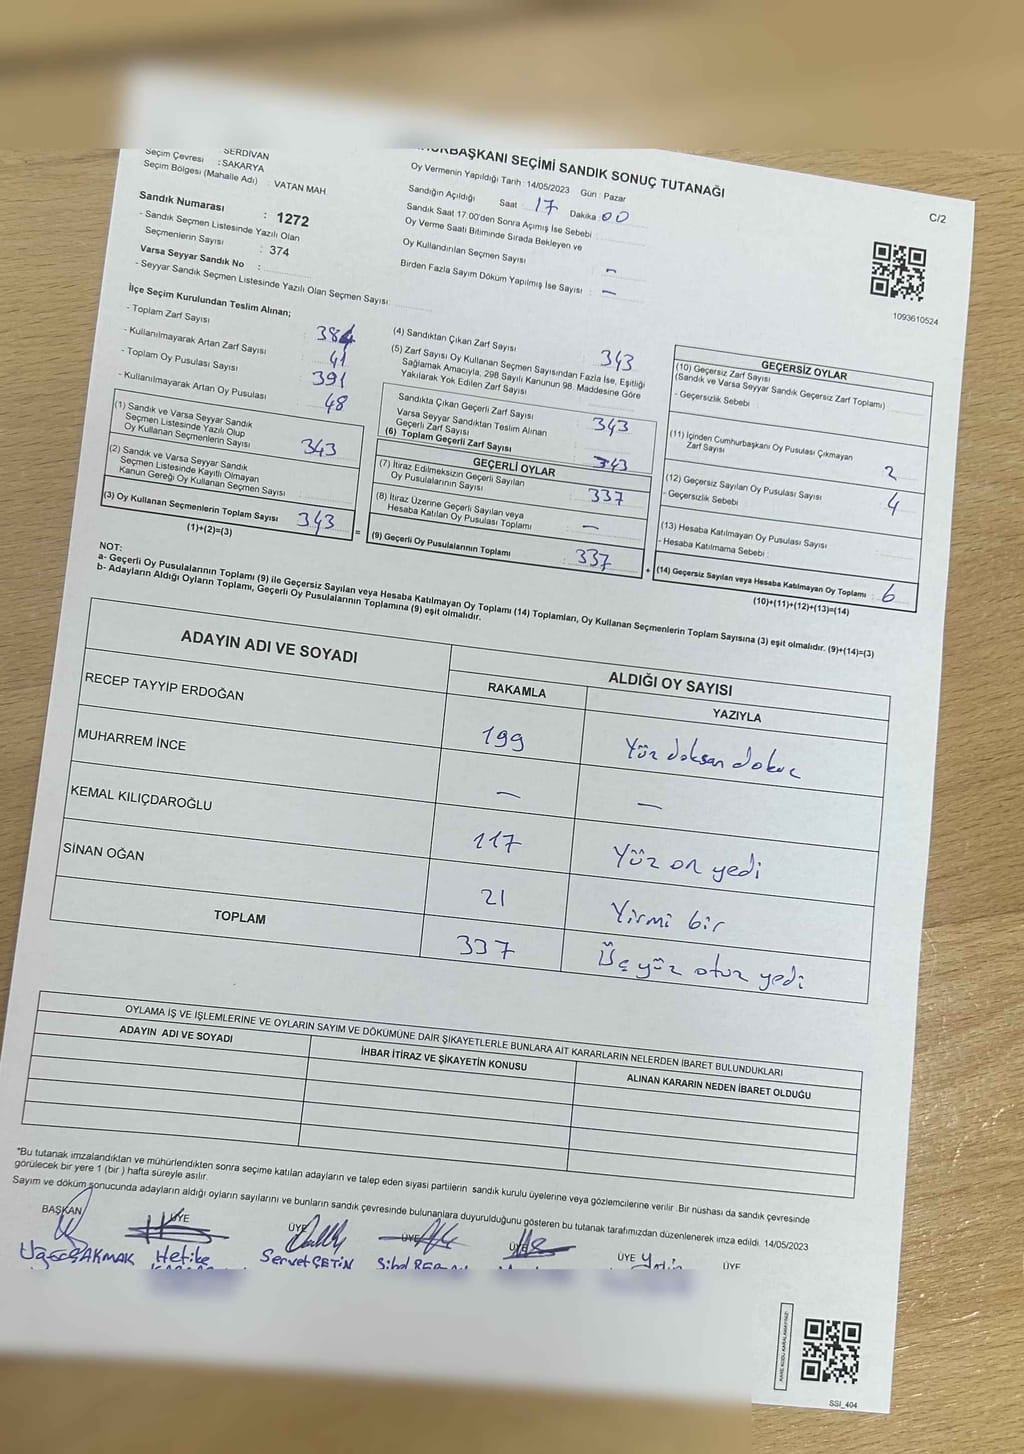 BAŞKANI SEÇİMİ SANDIK SONUÇ TUTANAĞI
C/2
SERDİVAN
Seçim Çevresi : SAKARYA
Seçim Bölgesi (Mahalle Adı) : VATAN MAH
Oy Vermenin Yapıldığı Tarih : 14/05/2023 Gün : Pazar
Sandığın Açıldığı Saat 17 Dakika : 00
Sandık Saat 17.00'den Sonra Açımış İse Sebebi :
Oy Verme Saati Bitiminde Sırada Bekleyen ve
Oy Kullandırılan Seçmen Sayısı : –
Birden Fazla Sayım Döküm Yapılmış İse Sayısı : –
1093610524
Sandık Numarası : 1272
- Sandık Seçmen Listesinde Yazılı Olan
Seçmenlerin Sayısı : 374
Varsa Seyyar Sandık No :
- Seyyar Sandık Seçmen Listesinde Yazılı Olan Seçmen Sayısı :
İlçe Seçim Kurulundan Teslim Alınan;
- Toplam Zarf Sayısı : 384
- Kullanılmayarak Artan Zarf Sayısı : 41
- Toplam Oy Pusulası Sayısı : 391
- Kullanılmayarak Artan Oy Pusulası : 48
(1) Sandık ve Varsa Seyyar Sandık
Seçmen Listesinde Yazılı Olup
Oy Kullanan Seçmenlerin Sayısı : 343
(2) Sandık ve Varsa Seyyar Sandık
Seçmen Listesinde Kayıtlı Olmayan
Kanun Gereği Oy Kullanan Seçmen Sayısı :
(3) Oy Kullanan Seçmenlerin Toplam Sayısı : 343
(1)+(2)=(3)
(4) Sandıktan Çıkan Zarf Sayısı : 343
(5) Zarf Sayısı Oy Kullanan Seçmen Sayısından Fazla İse, Eşitliği
Sağlamak Amacıyla, 298 Sayılı Kanunun 98. Maddesine Göre
Yakılarak Yok Edilen Zarf Sayısı
Sandıkta Çıkan Geçerli Zarf Sayısı : 343
Varsa Seyyar Sandıktan Teslim Alınan
Geçerli Zarf Sayısı
(6) Toplam Geçerli Zarf Sayısı : 343
GEÇERLİ OYLAR
(7) İtiraz Edilmeksizin Geçerli Sayılan
Oy Pusulalarının Sayısı : 337
(8) İtiraz Üzerine Geçerli Sayılan veya
Hesaba Katılan Oy Pusulası Toplamı : –
(9) Geçerli Oy Pusulalarının Toplamı : 337
GEÇERSİZ OYLAR
(10) Geçersiz Zarf Sayısı
(Sandık ve Varsa Seyyar Sandık Geçersiz Zarf Toplamı)
- Geçersizlik Sebebi :
(11) İçinden Cumhurbaşkanı Oy Pusulası Çıkmayan
Zarf Sayısı : 2
(12) Geçersiz Sayılan Oy Pusulası Sayısı : 4
- Geçersizlik Sebebi :
(13) Hesaba Katılmayan Oy Pusulası Sayısı :
- Hesaba Katılmama Sebebi :
(14) Geçersiz Sayılan veya Hesaba Katılmayan Oy Toplamı : 6
(10)+(11)+(12)+(13)=(14)
NOT:
a- Geçerli Oy Pusulalarının Toplamı (9) ile Geçersiz Sayılan veya Hesaba Katılmayan Oy Toplamı (14) Toplamları, Oy Kullanan Seçmenlerin Toplam Sayısına (3) eşit olmalıdır. (9)+(14)=(3)
b- Adayların Aldığı Oyların Toplamı, Geçerli Oy Pusulalarının Toplamına (9) eşit olmalıdır.
ADAYIN ADI VE SOYADI ALDIĞI OY SAYISI
RAKAMLA YAZIYLA
RECEP TAYYİP ERDOĞAN 199 Yüz doksan dokuz
MUHARREM İNCE – –
KEMAL KILIÇDAROĞLU 117 Yüz on yedi
SİNAN OĞAN 21 Yirmi bir
TOPLAM 337 Üç yüz otuz yedi
OYLAMA İŞ VE İŞLEMLERİNE VE OYLARIN SAYIM VE DÖKÜMÜNE DAİR ŞİKAYETLERLE BUNLARA AİT KARARLARIN NELERDEN İBARET BULUNDUKLARI
ADAYIN ADI VE SOYADI İHBAR İTİRAZ VE ŞİKAYETİN KONUSU ALINAN KARARIN NEDEN İBARET OLDUĞU
*Bu tutanak imzalandıktan ve mühürlendikten sonra seçime katılan adayların ve talep eden siyasi partilerin sandık kurulu üyelerine veya gözlemcilerine verilir. Bir nüshası da sandık çevresinde
görülecek bir yere 1 (bir) hafta süreyle asılır.
Sayım ve döküm sonucunda adayların aldığı oyların sayılarını ve bunların sandık çevresinde bulunanlara duyurulduğunu gösteren bu tutanak tarafımızdan düzenlenerek imza edildi. 14/05/2023
BAŞKAN ÜYE ÜYE ÜYE ÜYE ÜYE ÜYE
AKMAK Servet ÇETİN
SSI_404